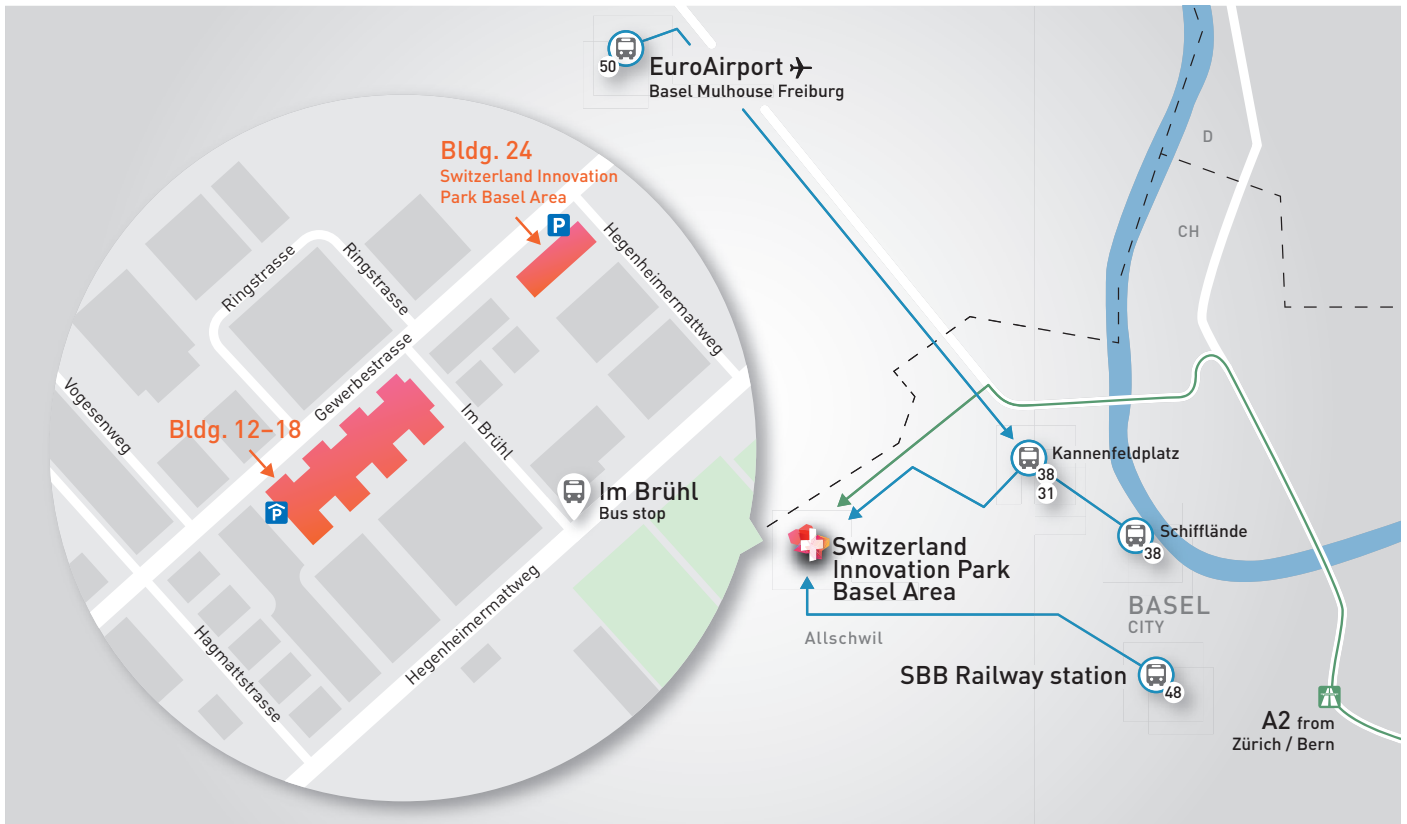 50
EuroAirport
Basel Mulhouse Freiburg
D
CH
Bldg. 24
Switzerland Innovation
Park Basel Area
P
Hegenheimermattweg
Ringstrasse
Ringstrasse
Gewerbestrasse
Vogesenweg
Bldg. 12–18
P
Im Brühl
Im Brühl
Bus stop
Hegenheimermattweg
Hagmattstrasse
Kannenfeldplatz
38
31
Schifflände
38
Switzerland
Innovation Park
Basel Area
Allschwil
BASEL
CITY
SBB Railway station
48
A2 from
Zürich / Bern